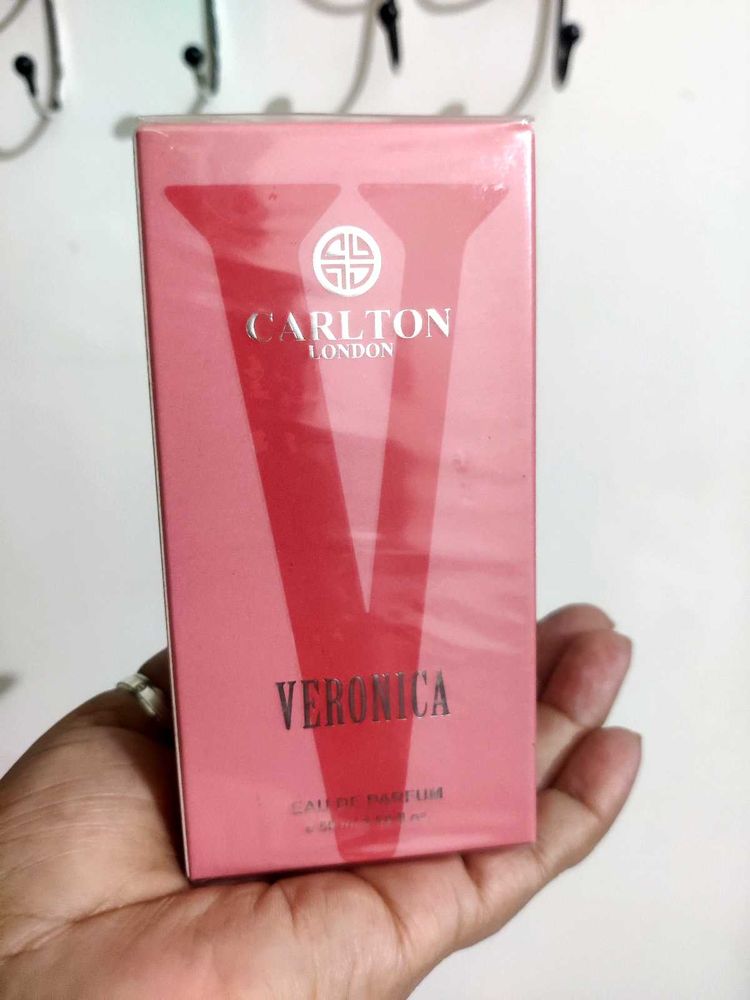 V
CARLTON
LONDON
VERONICA
EAU DE PARFUM